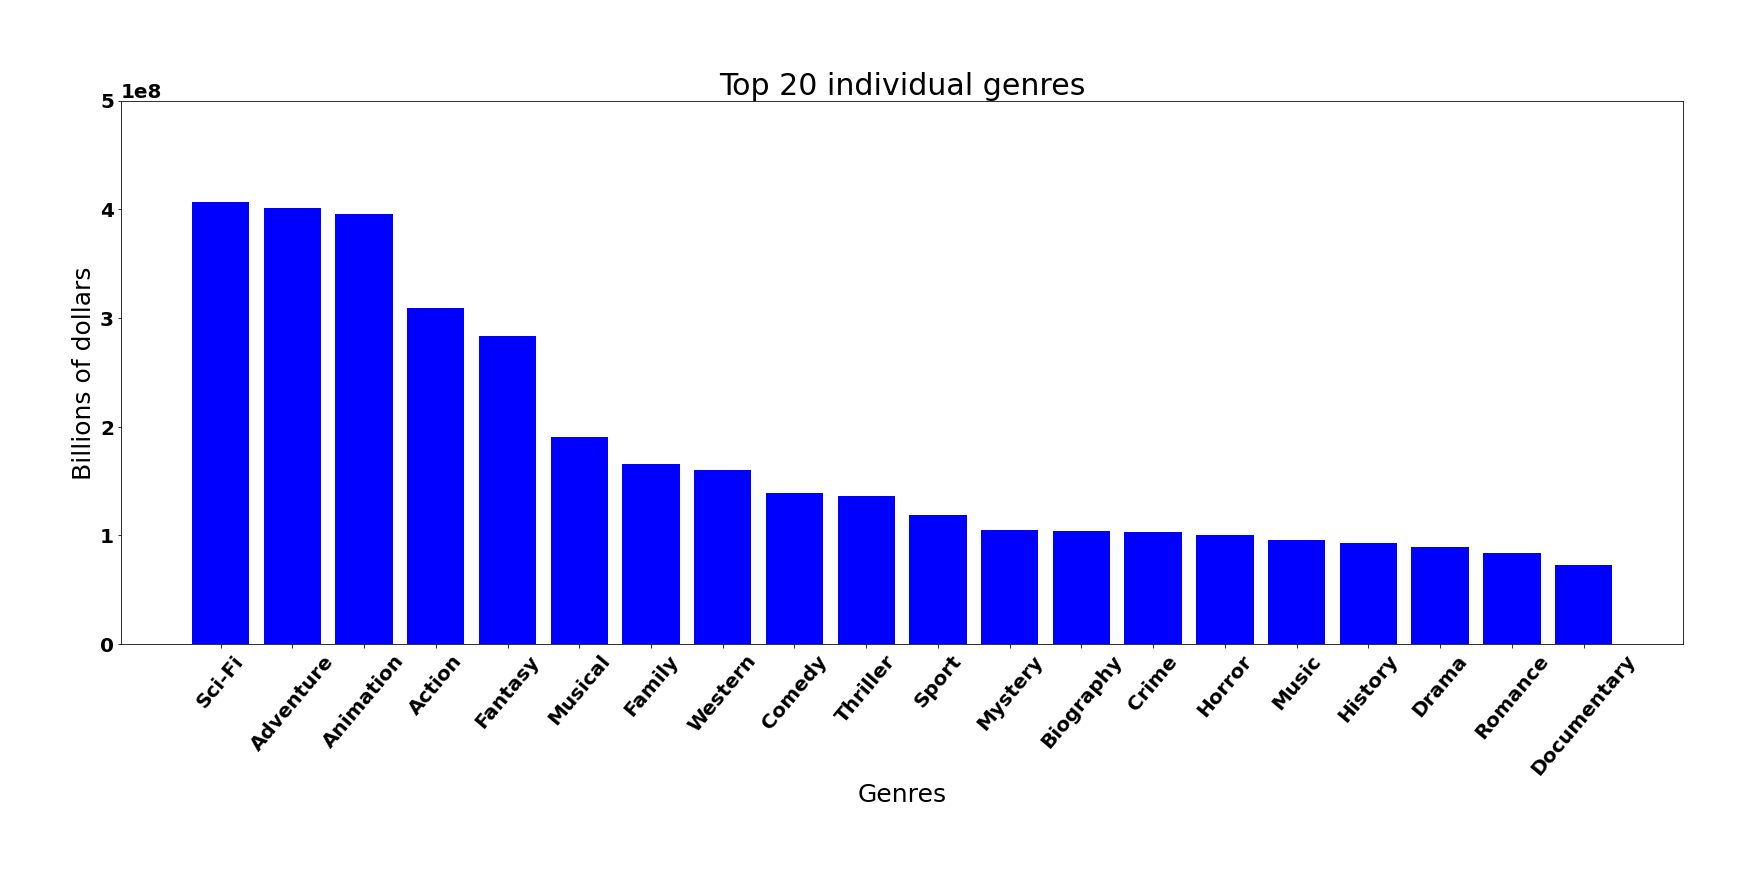 Top 20 individual genres
1e8
5
4
3
2
1
0
Billions of dollars
Sci-Fi
Adventure
Animation
Action
Fantasy
Musical
Family
Western
Comedy
Thriller
Sport
Mystery
Biography
Crime
Horror
Music
History
Drama
Romance
Documentary
Genres